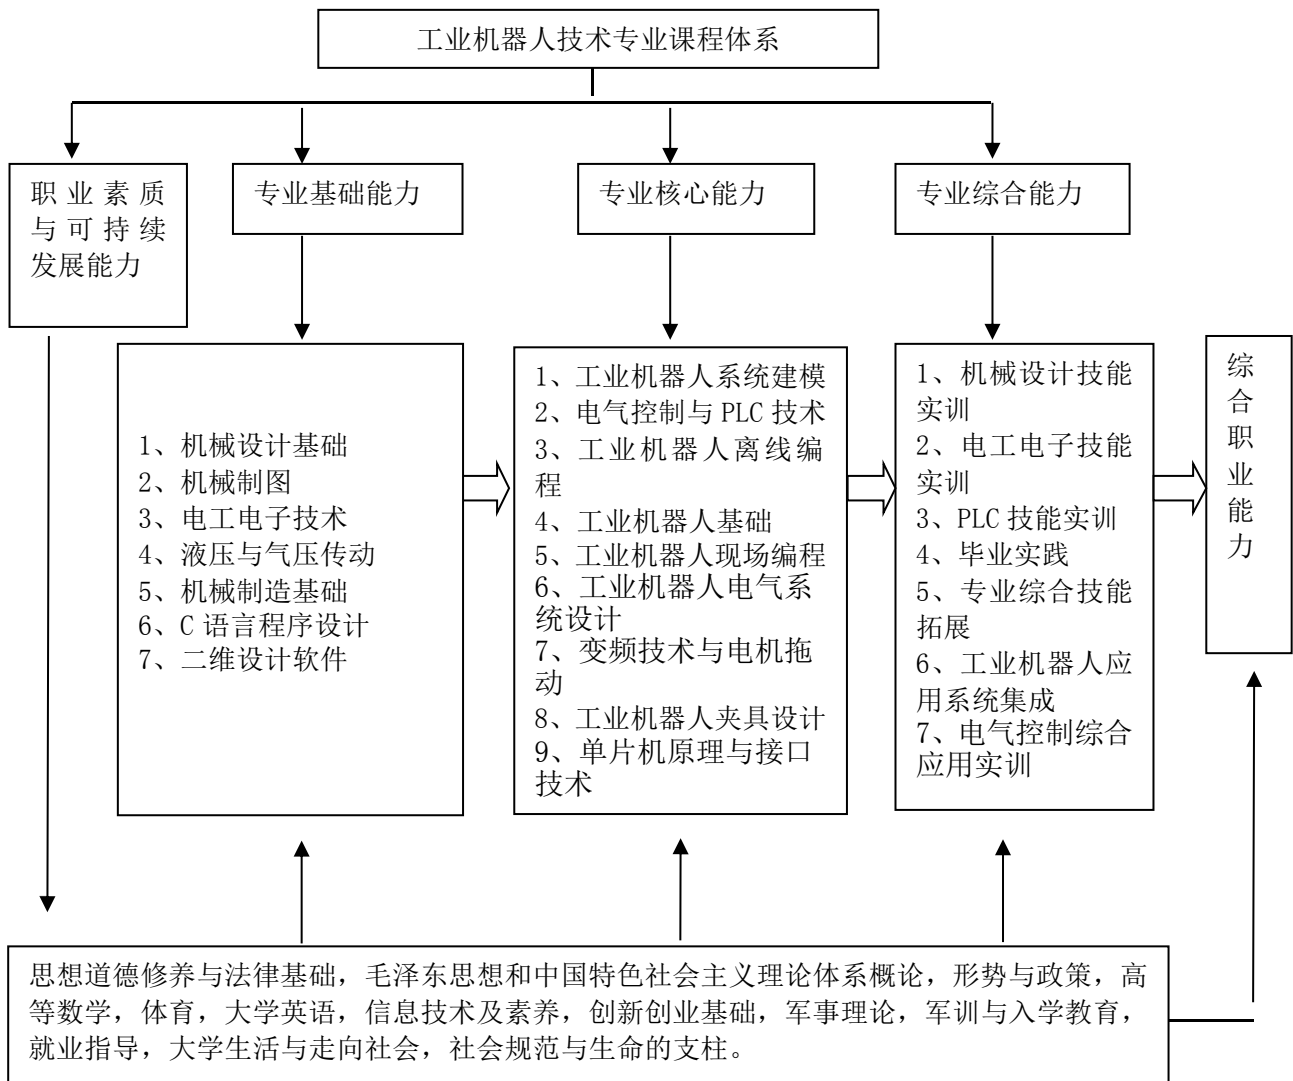 工业机器人技术专业课程体系
职业素质
与可持续
发展能力
专业基础能力
专业核心能力
专业综合能力
1、机械设计基础
2、机械制图
3、电工电子技术
4、液压与气压传动
5、机械制造基础
6、C 语言程序设计
7、二维设计软件
1、工业机器人系统建模
2、电气控制与 PLC 技术
3、工业机器人离线编
程
4、工业机器人基础
5、工业机器人现场编程
6、工业机器人电气系
统设计
7、变频技术与电机拖
动
8、工业机器人夹具设计
9、单片机原理与接口
技术
1、机械设计技能
实训
2、电工电子技能
实训
3、PLC 技能实训
4、毕业实践
5、专业综合技能
拓展
6、工业机器人应
用系统集成
7、电气控制综合
应用实训
综
合
职
业
能
力
思想道德修养与法律基础，毛泽东思想和中国特色社会主义理论体系概论，形势与政策，高
等数学，体育，大学英语，信息技术及素养，创新创业基础，军事理论，军训与入学教育，
就业指导，大学生活与走向社会，社会规范与生命的支柱。